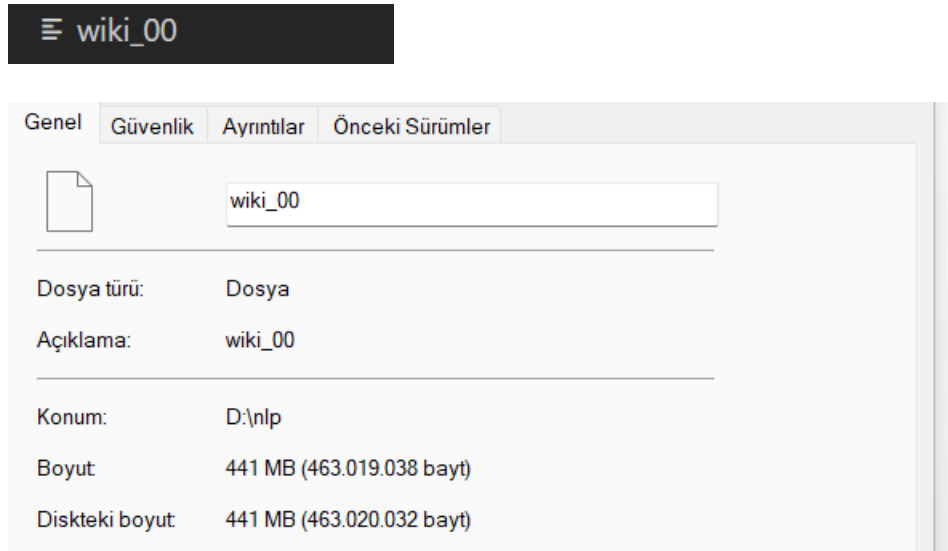 wiki_00
Genel Güvenlik Ayrıntılar Önceki Sürümler
wiki_00
Dosya türü: Dosya
Açıklama: wiki_00
Konum: D:\nlp
Boyut: 441 MB (463.019.038 bayt)
Diskteki boyut: 441 MB (463.020.032 bayt)